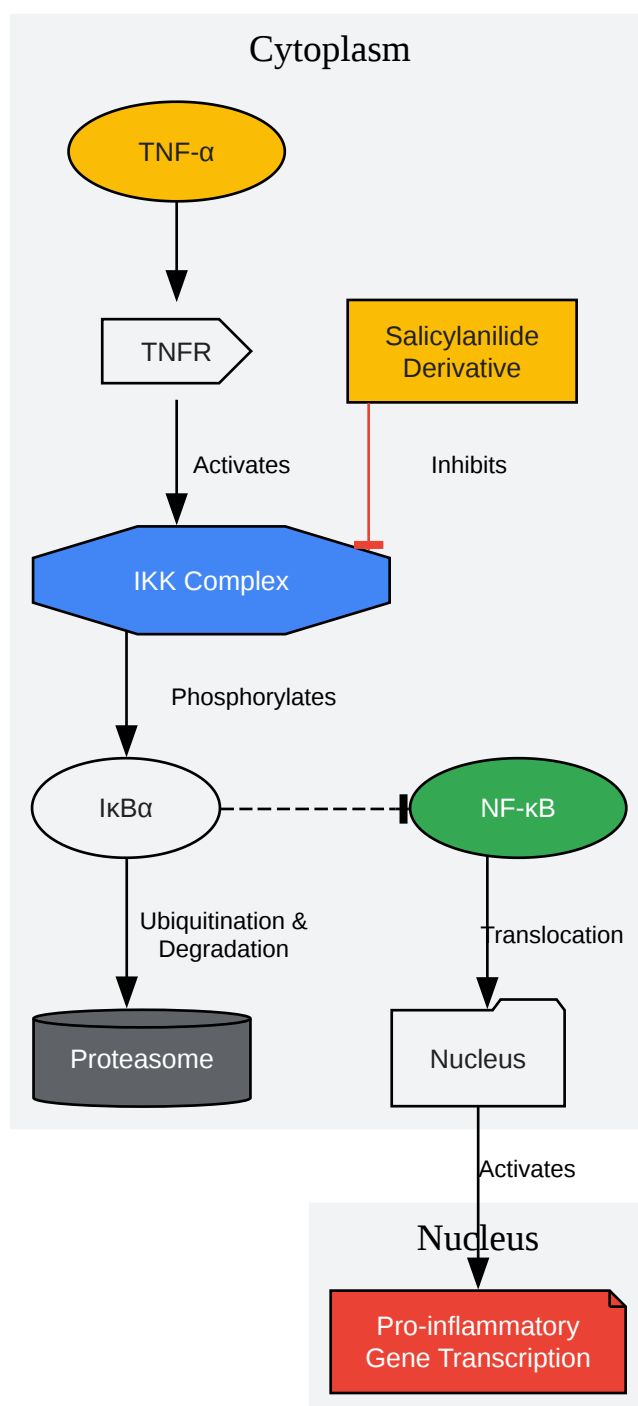 Cytoplasm
TNF-α
TNFR
Salicylanilide
Derivative
Activates
Inhibits
IKK Complex
Phosphorylates
IκBα
NF-κB
Ubiquitination &
Degradation
Translocation
Proteasome
Nucleus
Activates
Nucleus
Pro-inflammatory
Gene Transcription